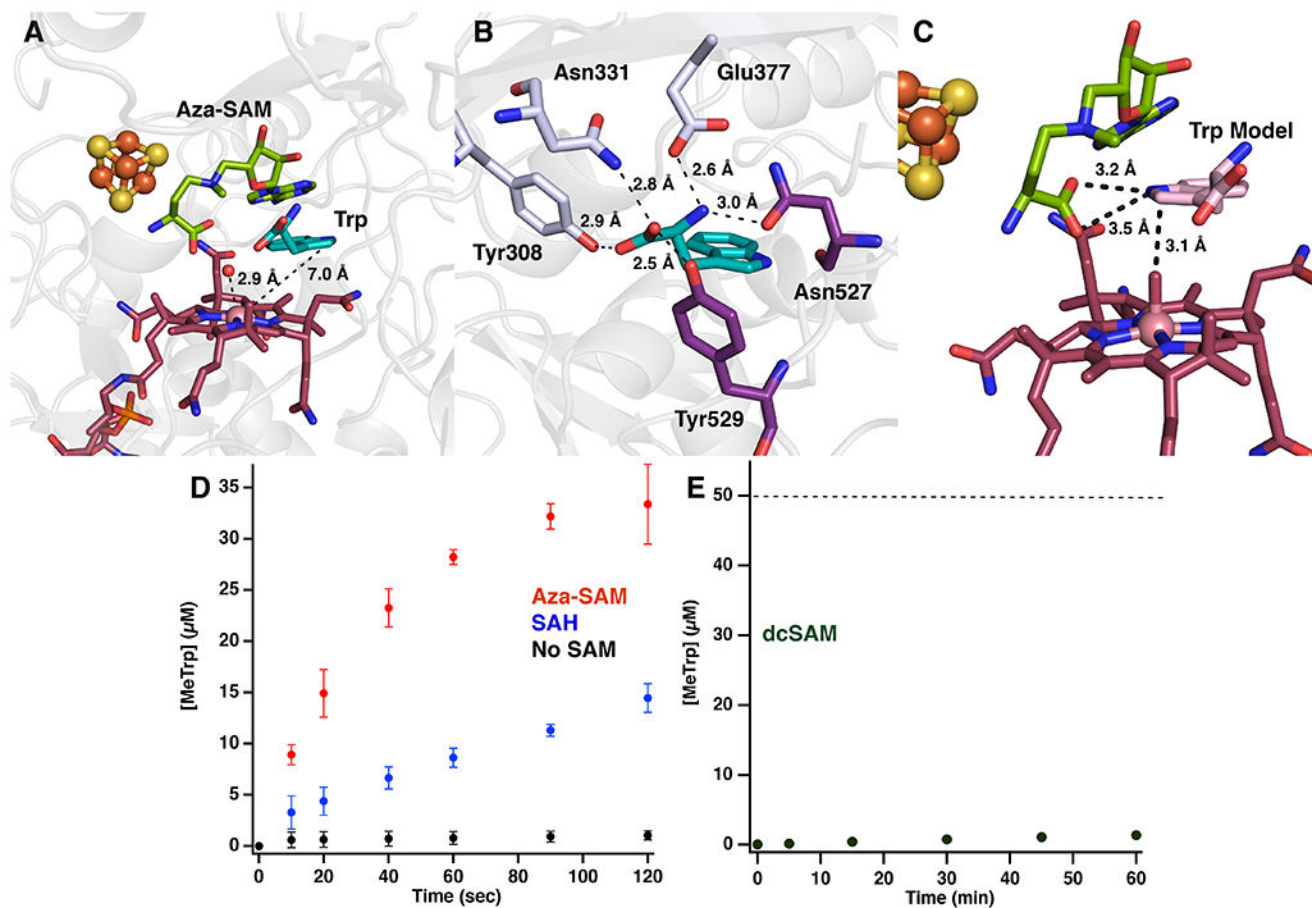 A
Aza-SAM
Trp
2.9 Å
7.0 Å
B
Asn331
Glu377
2.8 Å
2.6 Å
3.0 Å
2.9 Å
2.5 Å
Tyr308
Asn527
Tyr529
C
Trp Model
3.2 Å
3.5 Å
3.1 Å
D
[MeTrp] (µM)
35
30
25
20
15
10
5
0
Aza-SAM
SAH
No SAM
0 20 40 60 80 100 120
Time (sec)
E
[MeTrp] (µM)
50
40
30
20
10
0
dcSAM
0 10 20 30 40 50 60
Time (min)